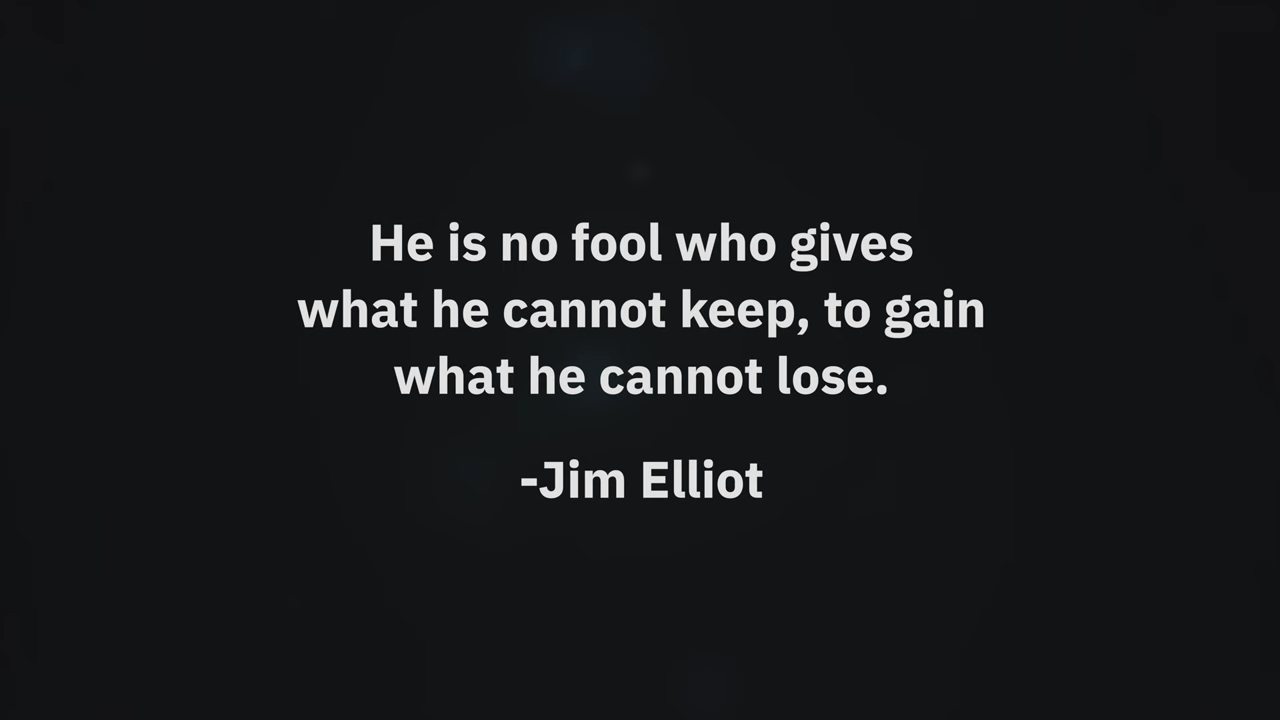 He is no fool who gives
what he cannot keep, to gain
what he cannot lose.
-Jim Elliot